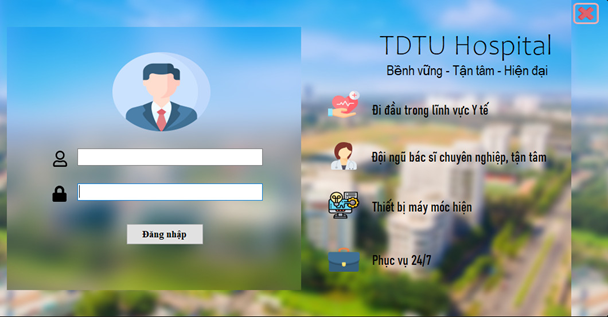 TDTU Hospital
Bềnh vững - Tận tâm - Hiện đại
Đi đầu trong lĩnh vực Y tế
Đội ngũ bác sĩ chuyên nghiệp, tận tâm
Thiết bị máy móc hiện
Phục vụ 24/7
Đăng nhập